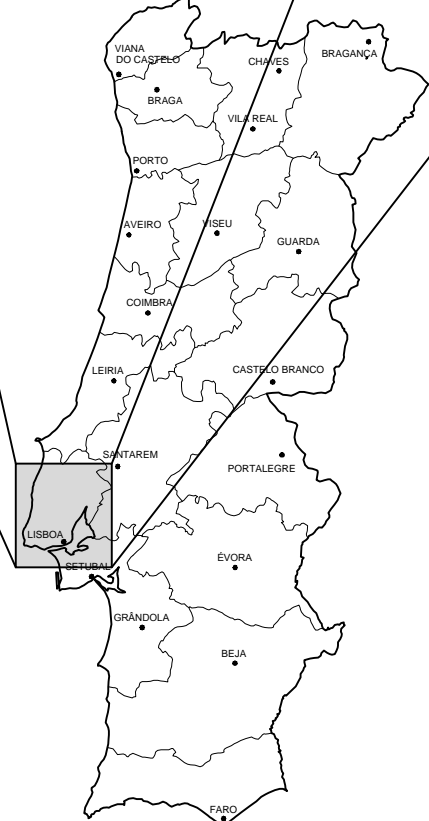 VIANA
DO CASTELO
CHAVES
BRAGANÇA
BRAGA
VILA REAL
PORTO
AVEIRO
VISEU
GUARDA
COIMBRA
LEIRIA
CASTELO BRANCO
SANTAREM
PORTALEGRE
LISBOA
ÉVORA
SETUBAL
GRÂNDOLA
BEJA
FARO